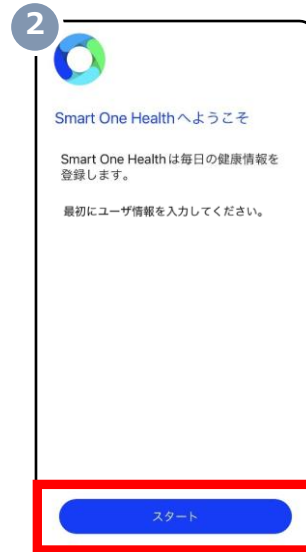 2
Smart One Healthへようこそ
Smart One Healthは毎日の健康情報を
登録します。
最初にユーザ情報を入力してください。
スタート